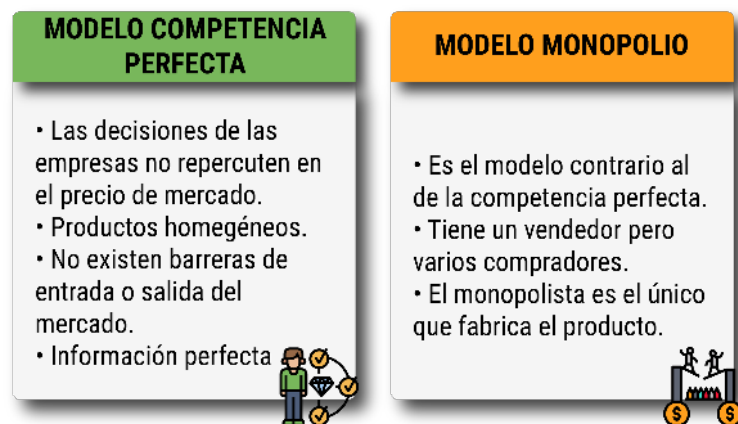 MODELO COMPETENCIA
PERFECTA
• Las decisiones de las
empresas no repercuten en
el precio de mercado.
• Productos homegéneos.
• No existen barreras de
entrada o salida del
mercado.
• Información perfecta
MODELO MONOPOLIO
• Es el modelo contrario al
de la competencia perfecta.
• Tiene un vendedor pero
varios compradores.
• El monopolista es el único
que fabrica el producto.
$ $